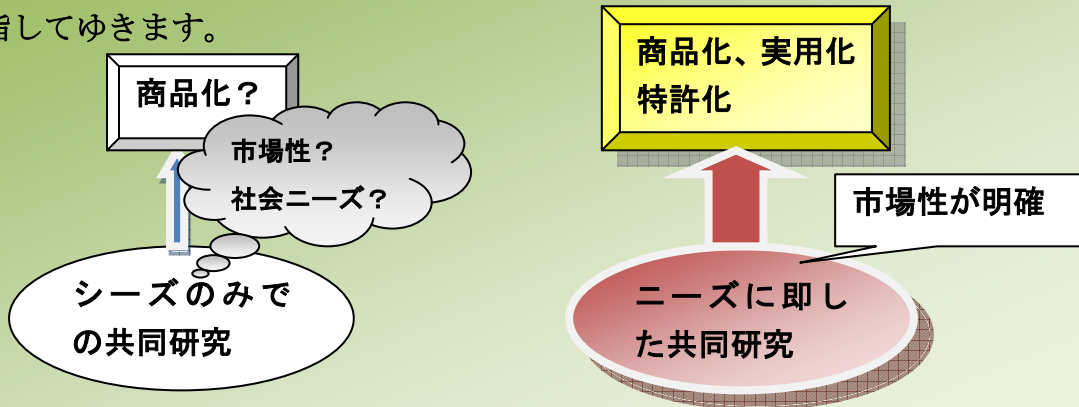 指してゆきます。
商品化？
市場性？
社会ニーズ？
シーズのみで
の共同研究
商品化、実用化
特許化
市場性が明確
ニーズに即し
た共同研究